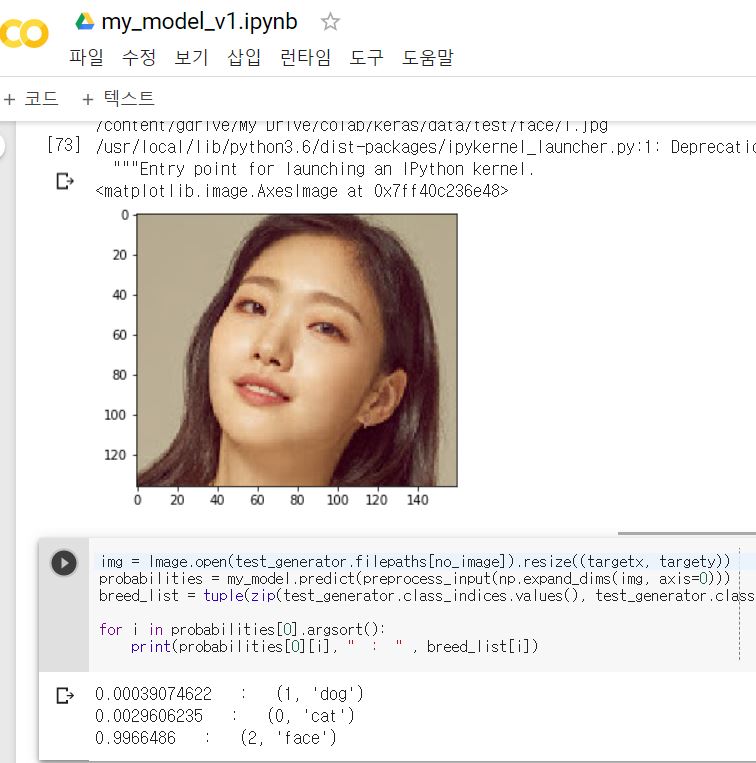 CO my_model_v1.ipynb
파일 수정 보기 삽입 런타임 도구 도움말
+ 코드 + 텍스트
/content/gdrive/My Drive/colab/keras/data/test/face/1.jpg
[73] /usr/local/lib/python3.6/dist-packages/ipykernel_launcher.py:1: Deprecatio
"""Entry point for launching an IPython kernel.
<matplotlib.image.AxesImage at 0x7ff40c236e48>
0
20
40
60
80
100
120
0 20 40 60 80 100 120 140
img = Image.open(test_generator.filepaths[no_image]).resize((targetx, targety))
probabilities = my_model.predict(preprocess_input(np.expand_dims(img, axis=0)))
breed_list = tuple(zip(test_generator.class_indices.values(), test_generator.class
for i in probabilities[0].argsort():
print(probabilities[0][i], " : " , breed_list[i])
0.00039074622 : (1, 'dog')
0.0029606235 : (0, 'cat')
0.9966486 : (2, 'face')